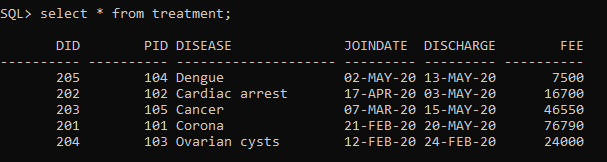 SQL> select * from treatment;
       DID        PID DISEASE              JOINDATE  DISCHARGE        FEE
---------- ---------- -------------------- --------- --------- ----------
       205        104 Dengue               02-MAY-20 13-MAY-20       7500
       202        102 Cardiac arrest       17-APR-20 03-MAY-20      16700
       203        105 Cancer               07-MAR-20 15-MAY-20      46550
       201        101 Corona               21-FEB-20 20-MAY-20      76790
       204        103 Ovarian cysts        12-FEB-20 24-FEB-20      24000